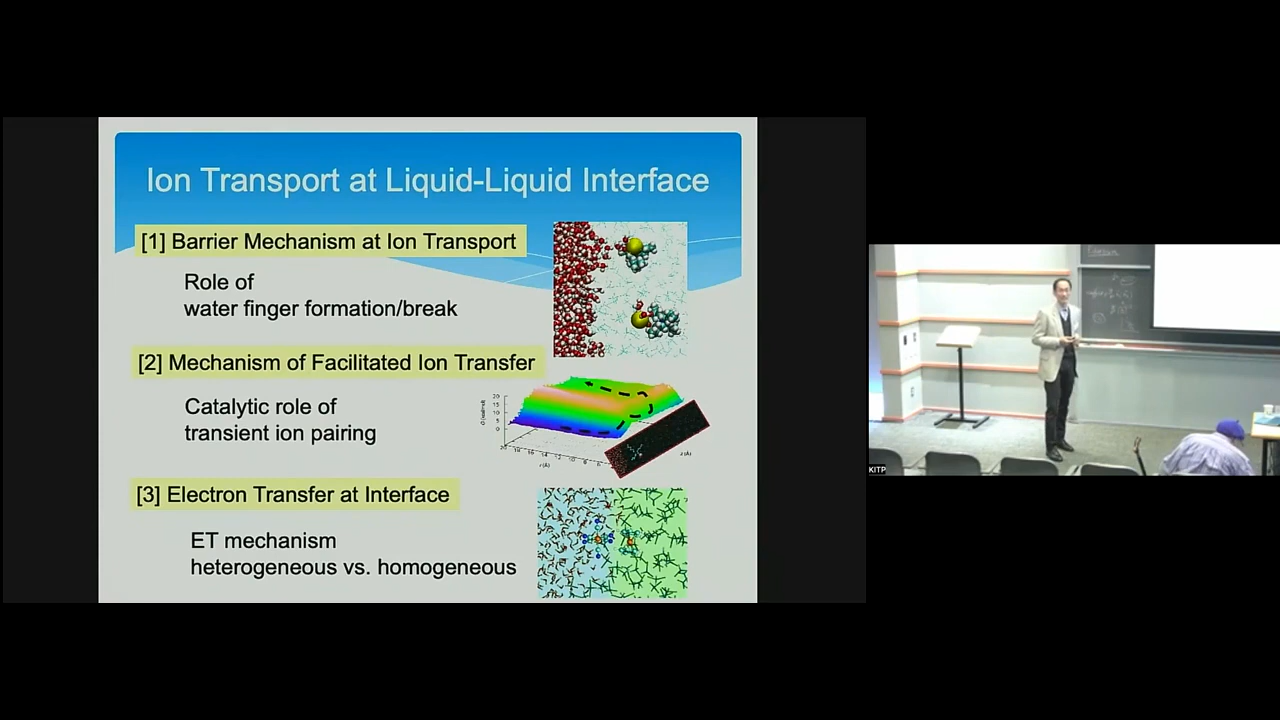 Ion Transport at Liquid-Liquid Interface
[1] Barrier Mechanism at Ion Transport
Role of
water finger formation/break
[2] Mechanism of Facilitated Ion Transfer
Catalytic role of
transient ion pairing
[3] Electron Transfer at Interface
ET mechanism
heterogeneous vs. homogeneous
KITP